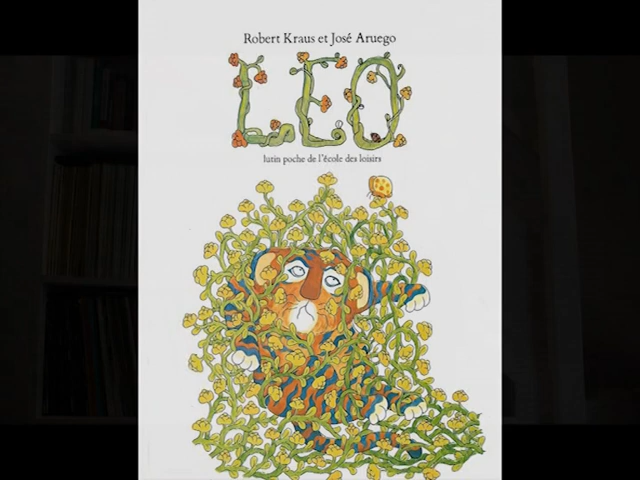 Robert Kraus et José Aruego
LEO
lutin poche de l'école des loisirs